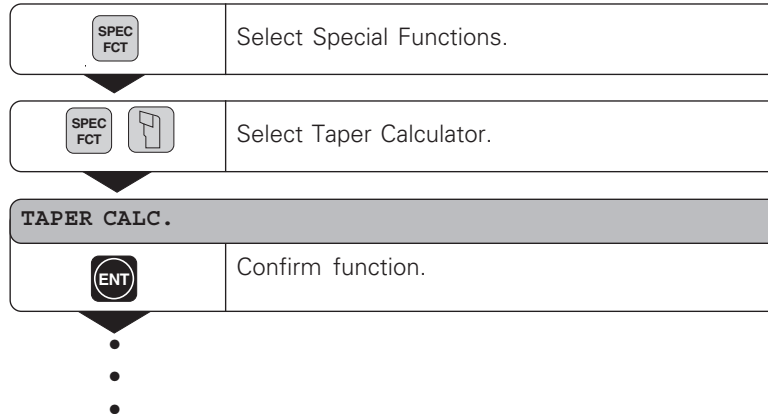 SPEC
FCT
Select Special Functions.
SPEC
FCT
Select Taper Calculator.
TAPER CALC.
ENT
Confirm function.